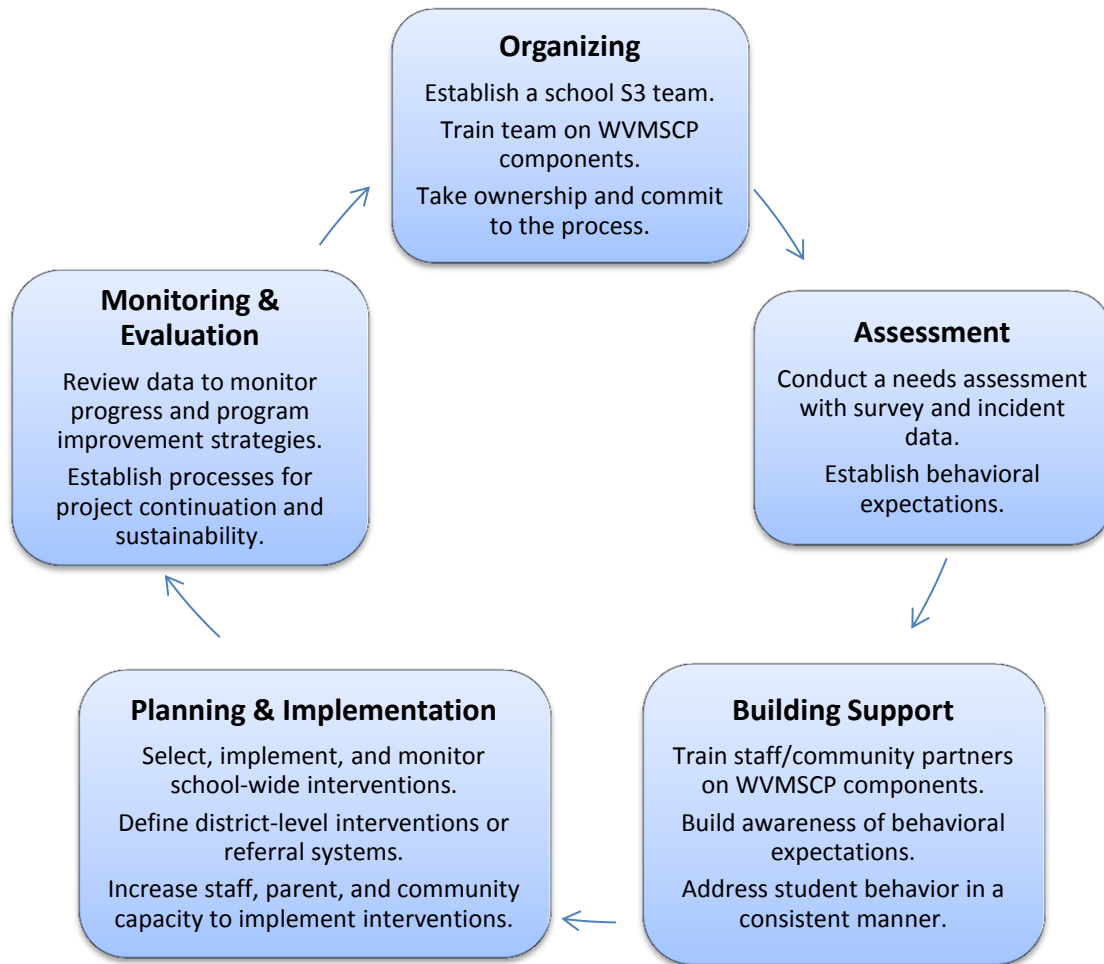 Organizing
Establish a school S3 team.
Train team on WVMSCP
components.
Take ownership and commit
to the process.
Assessment
Conduct a needs assessment
with survey and incident
data.
Establish behavioral
expectations.
Building Support
Train staff/community partners
on WVMSCP components.
Build awareness of behavioral
expectations.
Address student behavior in a
consistent manner.
Planning & Implementation
Select, implement, and monitor
school-wide interventions.
Define district-level interventions or
referral systems.
Increase staff, parent, and community
capacity to implement interventions.
Monitoring &
Evaluation
Review data to monitor
progress and program
improvement strategies.
Establish processes for
project continuation and
sustainability.